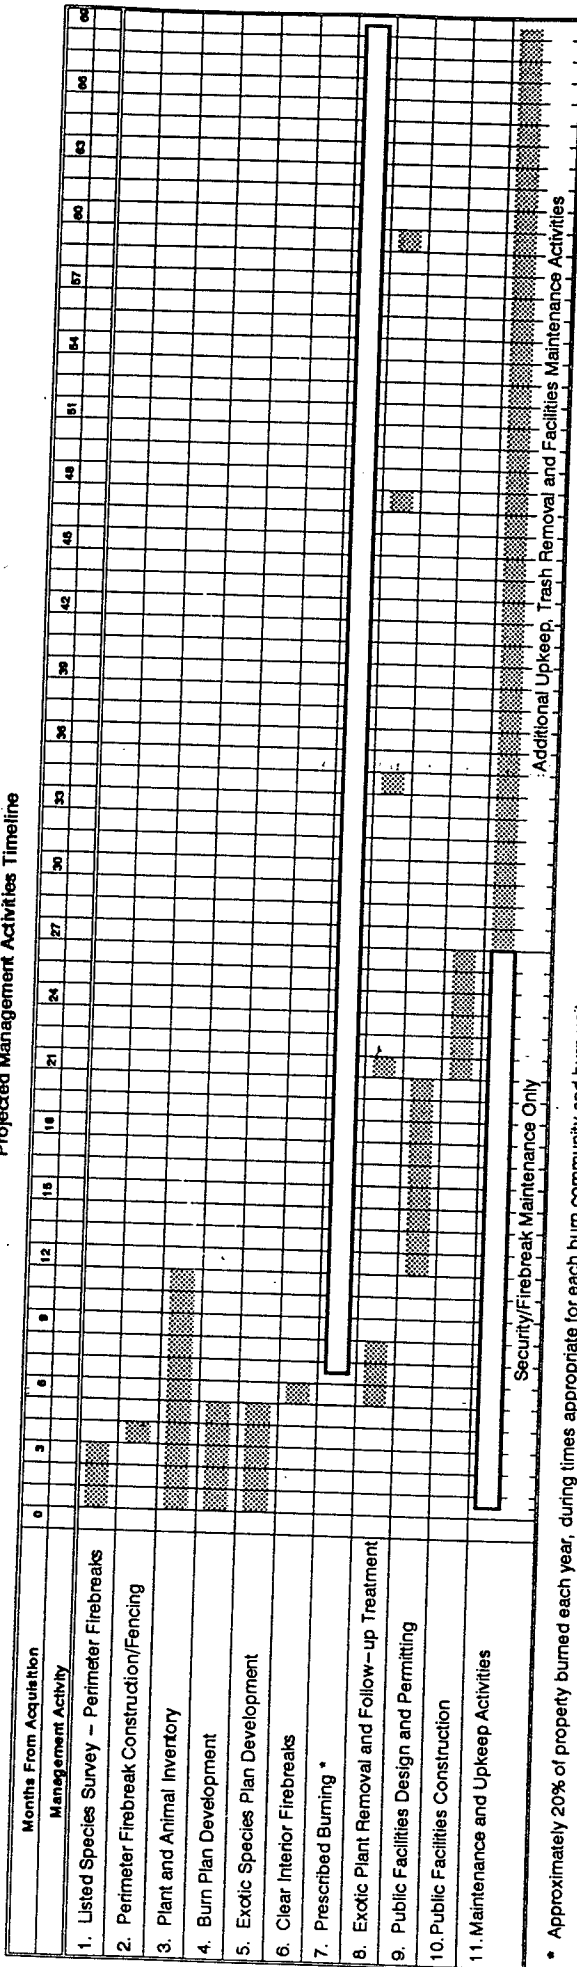 Projected Management Activities Timeline
Months From Acquisition 0 3 6 9 12 15 18 21 24 27 30 33 36 39 42 45 48 51 54 57 60 63 66 69
Management Activity
1. Listed Species Survey – Perimeter Firebreaks
2. Perimeter Firebreak Construction/Fencing
3. Plant and Animal Inventory
4. Burn Plan Development
5. Exotic Species Plan Development
6. Clear Interior Firebreaks
7. Prescribed Burning *
8. Exotic Plant Removal and Follow-up Treatment
9. Public Facilities Design and Permitting
10. Public Facilities Construction
11. Maintenance and Upkeep Activities
Security/Firebreak Maintenance Only
Additional Upkeep, Trash Removal and Facilities Maintenance Activities
* Approximately 20% of property burned each year, during times appropriate for each burn community and burn unit